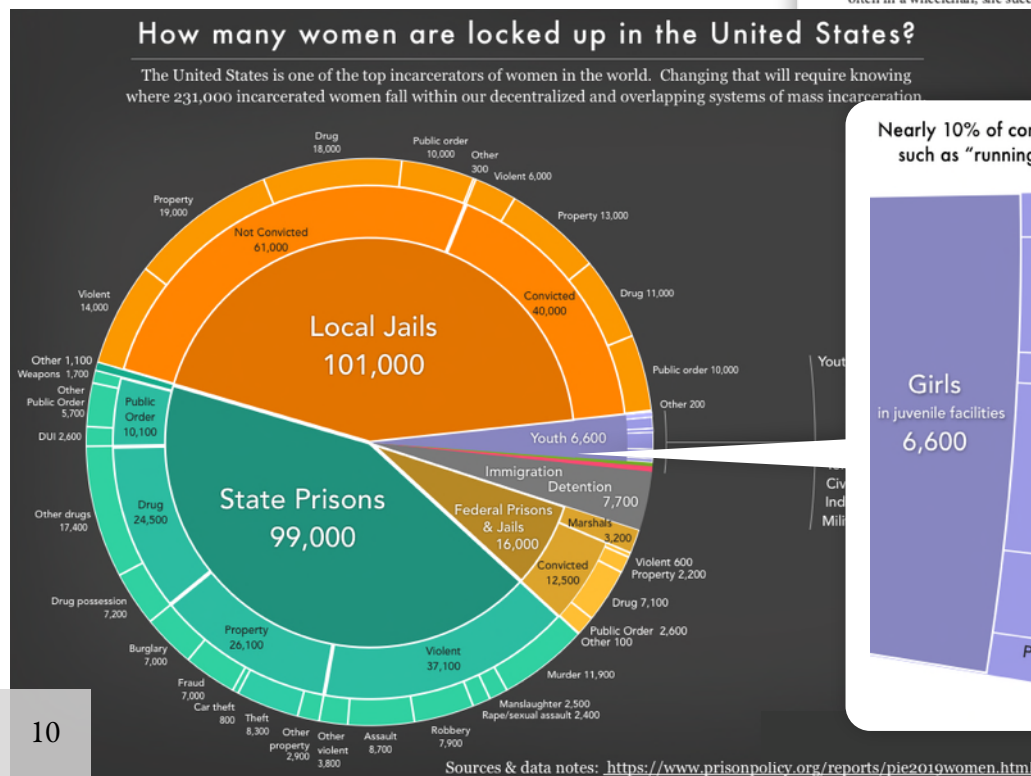 often in a wheelchair, she
How many women are locked up in the United States?
The United States is one of the top incarcerators of women in the world. Changing that will require knowing
where 231,000 incarcerated women fall within our decentralized and overlapping systems of mass incarceration.
Nearly 10% of
such as "running
Drug
18,000
Public order
10,000
Other
300
Violent 6,000
Property
19,000
Property 13,000
Not Convicted
61,000
Violent
14,000
Convicted
40,000
Drug 11,000
Local Jails
101,000
Public order 10,000
Other 200
Other 1,100
Weapons 1,700
Other
Public Order
5,700
DUI 2,600
Public
Order
10,100
Youth 6,600
Girls
in juvenile facilities
6,600
Immigration
Detention
7,700
State Prisons
99,000
Federal Prisons
& Jails
16,000
Marshals
3,200
Convicted
12,500
Violent 600
Property 2,200
Drug 7,100
Public Order 2,600
Other 100
Drug
24,500
Other drugs
17,400
Drug possession
7,200
Property
26,100
Violent
37,100
Burglary
7,000
Fraud
7,000
Car theft
800
Theft
8,300
Other
property
2,900
Other
violent
3,800
Assault
8,700
Robbery
7,900
Manslaughter 2,500
Rape/sexual assault 2,400
Murder 11,900
10
Sources & data notes: https://www.prisonpolicy.org/reports/pie2019women.htm